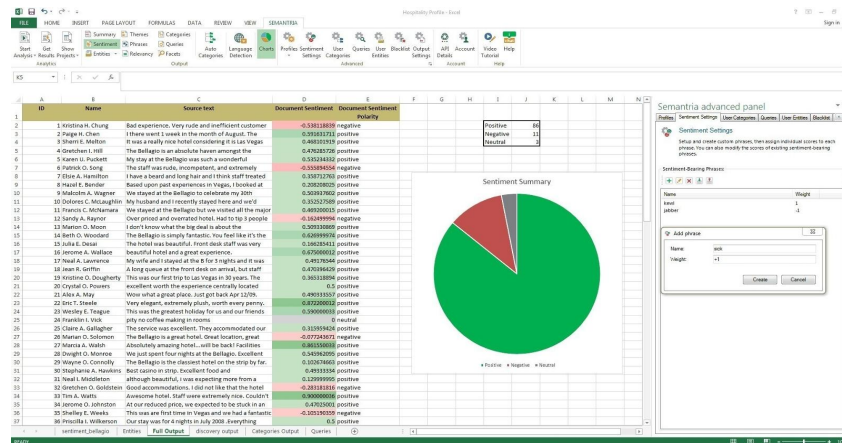 Hospitality Profile - Excel
Sign in
FILE HOME INSERT PAGE LAYOUT FORMULAS DATA REVIEW VIEW SEMANTRIA
Summary Themes Categories
Sentiment Phrases Queries
Entities Relevancy Facets
Start Analysis
Get Results
Show Projects
Auto Categories
Language Detection
Charts
Profiles
Sentiment Settings
User Categories
Queries
User Entities
Blacklist
Output Settings
API Details
Account
Video Tutorial
Help
Analytics Output Advanced Account Help
K5
A B C D E F G H I J K L M N
ID Name Source text Document Sentiment Document Sentiment Polarity
1 Kristina H. Chung Bad experience. Very rude and inefficient customer -0.538118839 negative
2 Paige H. Chen I there went 1 week in the month of August. The 0.591631711 positive
3 Sherri E. Melton It was a really nice hotel considering it is Las Vegas 0.468101919 positive
4 Gretchen I. Hill The Bellagio is an absolute haven amongst the 0.476283726 positive
5 Karen U. Puckett My stay at the Bellagio was such a wonderful 0.535234332 positive
6 Patrick O. Song The staff was rude, incompetent, and extremely -0.555894554 negative
7 Elsie A. Hamilton I have a beard and long hair and I think staff treated 0.358712763 positive
8 Hazel E. Bender Based upon past experiences in Vegas, I booked at 0.208208025 positive
9 Malcolm A. Wagner We stayed at the Bellagio to celebrate my 30th 0.503937602 positive
10 Dolores C. McLaughlin My husband and I recently stayed here and we'd 0.352527589 positive
11 Francis C. McNamara We stayed at the Bellagio but we visited all the major 0.469200015 positive
12 Sandy A. Raynor Over priced and overrated hotel. Had to tip 3 people -0.162499994 negative
13 Marion O. Moon I don't know what the big deal is about the 0.509330869 positive
14 Beth O. Woodard The Bellagio is simply fantastic. You feel like it's the 0.626999974 positive
15 Julia E. Desai The hotel was beautiful. Front desk staff was very 0.166285411 positive
16 Jerome A. Wallace beautiful hotel and a great experience. 0.675000012 positive
17 Neal A. Lawrence My wife and I stayed at the B for 3 nights and it was 0.49178544 positive
18 Jean R. Griffin A long queue at the front desk on arrival, but staff 0.470396429 positive
19 Kristine O. Dougherty This was our first trip to Las Vegas in 30 years. The 0.365318894 positive
20 Crystal O. Powers excellent worth the experience centrally located 0.5 positive
21 Alex A. May Wow what a great place. Just got back Apr 12/09. 0.490333557 positive
22 Eric T. Steele Very elegant, extremely plush, worth every penny. 0.872200012 positive
23 Wesley E. Teague This was the greatest holiday for us and our friends 0.590000033 positive
24 Franklin I. Vick pity no coffee making in rooms 0 neutral
25 Claire A. Gallagher The service was excellent. They accommodated our 0.315959424 positive
26 Marian O. Solomon The Bellagio is a great hotel. Great location, great -0.077243671 negative
27 Marcia A. Walsh Absolutely amazing hotel...will be back! Facilities 0.861550033 positive
28 Dwight O. Monroe We just spent four nights at the Bellagio. Excellent 0.545962095 positive
29 Wayne O. Connolly The Bellagio is the classiest hotel on the strip by far. 0.102674663 positive
30 Stephanie A. Hawkins Best casino in strip. Excellent food and 0.49333334 positive
31 Neal I. Middleton although beautiful, i was expecting more from a 0.129999995 positive
32 Gretchen O. Goldstein Good accommodations. I did not like that the hotel -0.283181816 negative
33 Tim A. Watts Awesome hotel. Staff were extremely nice. Couldn't 0.900000036 positive
34 Jerome O. Johnston At our reduced price, we expected to be stuck in an 0.47025001 positive
35 Shelley E. Weeks This was are first time in Vegas and we had a fantastic -0.105190359 negative
36 Priscilla I. Wilkerson Our stay was for 4 nights in July 2008 .Everything 0.5 positive
Positive 86
Negative 11
Neutral 3
Sentiment Summary
Positive Negative Neutral
Semantria advanced panel
Profiles Sentiment Settings User Categories Queries User Entities Blacklist
Sentiment Settings
Setup and create custom phrases, then assign individual scores to each phrase. You can also modify the scores of existing sentiment-bearing phrases.
Sentiment-Bearing Phrases:
Name Weight
kewl 1
jabber -1
Add phrase
Name: sick
Weight: +1
Create Cancel
sentiment_bellagio Entities Full Output discovery output Categories Output Queries
READY